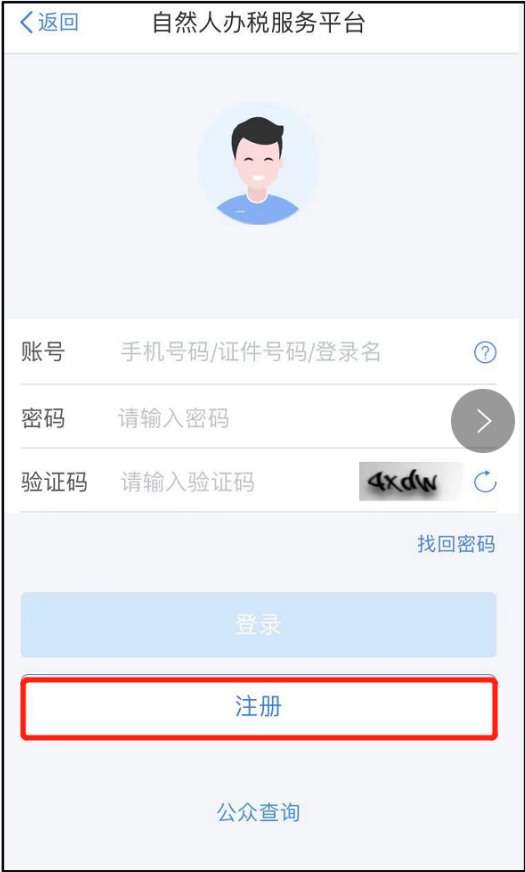 返回 自然人办税服务平台
账号 手机号码/证件号码/登录名
密码 请输入密码
验证码 请输入验证码 4xdw
找回密码
登录
注册
公众查询